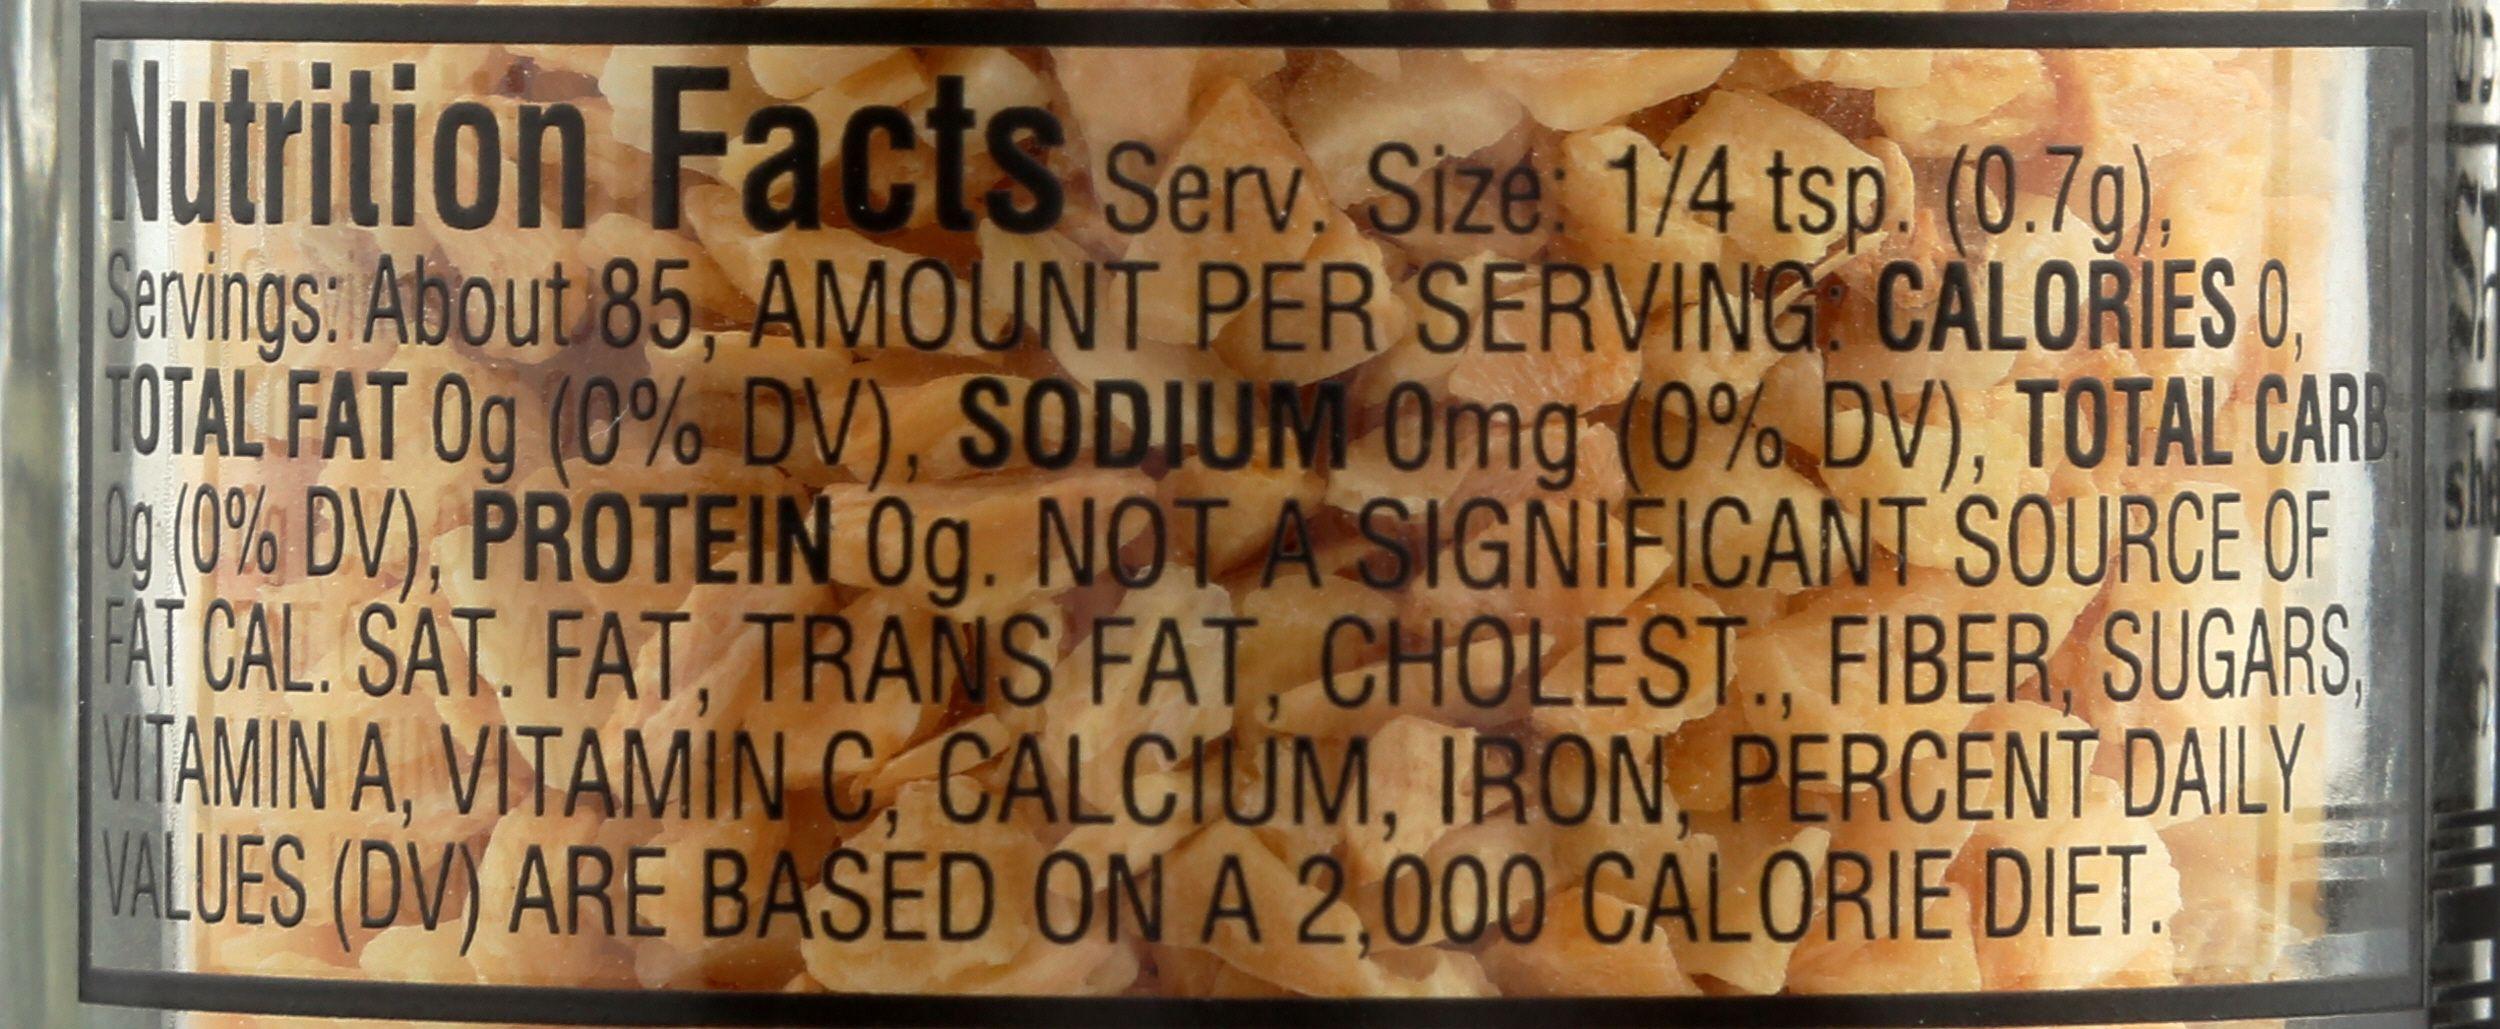 Nutrition Facts Serv. Size: 1/4 tsp. (0.7g),
Servings: About 85, AMOUNT PER SERVING: CALORIES 0,
TOTAL FAT 0g (0% DV), SODIUM 0mg (0% DV), TOTAL CARB.
0g (0% DV), PROTEIN 0g. NOT A SIGNIFICANT SOURCE OF
FAT CAL. SAT. FAT, TRANS FAT, CHOLEST., FIBER, SUGARS,
VITAMIN A, VITAMIN C, CALCIUM, IRON, PERCENT DAILY
VALUES (DV) ARE BASED ON A 2,000 CALORIE DIET.